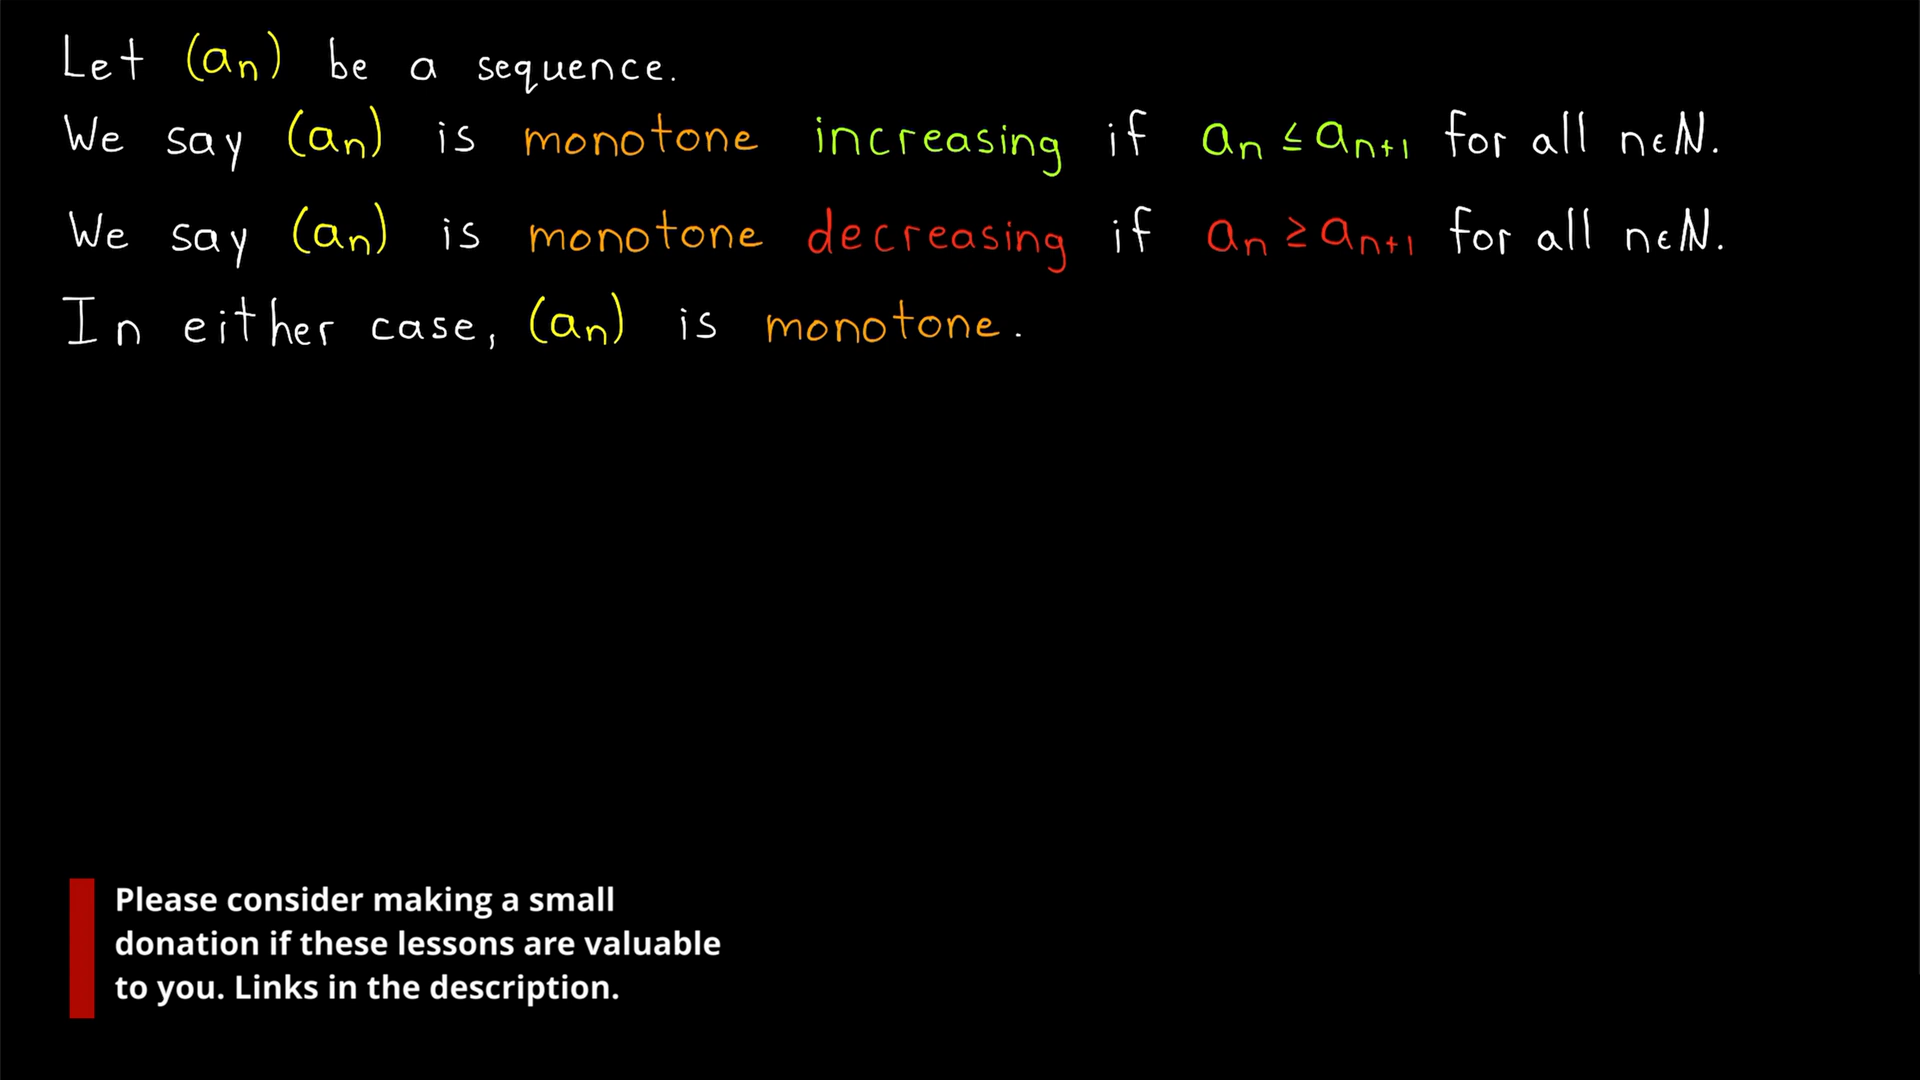 Let (aₙ) be a sequence.
We say (aₙ) is monotone increasing if aₙ ≤ aₙ₊₁ for all n∈ℕ.
We say (aₙ) is monotone decreasing if aₙ ≥ aₙ₊₁ for all n∈ℕ.
In either case, (aₙ) is monotone.
Please consider making a small
donation if these lessons are valuable
to you. Links in the description.